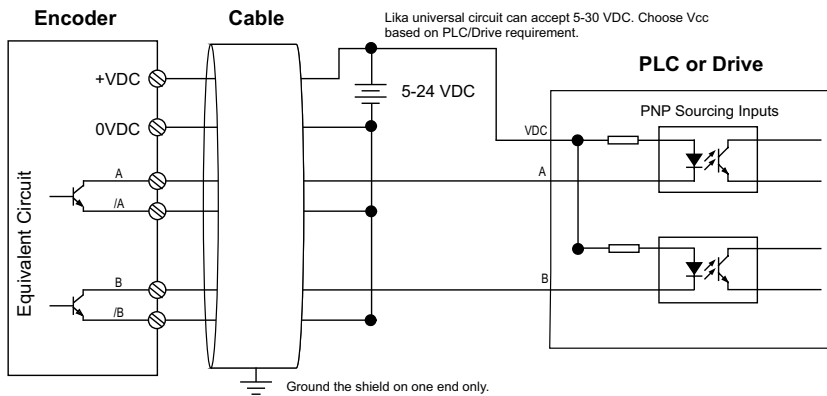 Encoder
Cable
Lika universal circuit can accept 5-30 VDC. Choose Vcc
based on PLC/Drive requirement.
PLC or Drive
+VDC
5-24 VDC
PNP Sourcing Inputs
0VDC
VDC
A
A
/A
Equivalent Circuit
B
B
/B
Ground the shield on one end only.